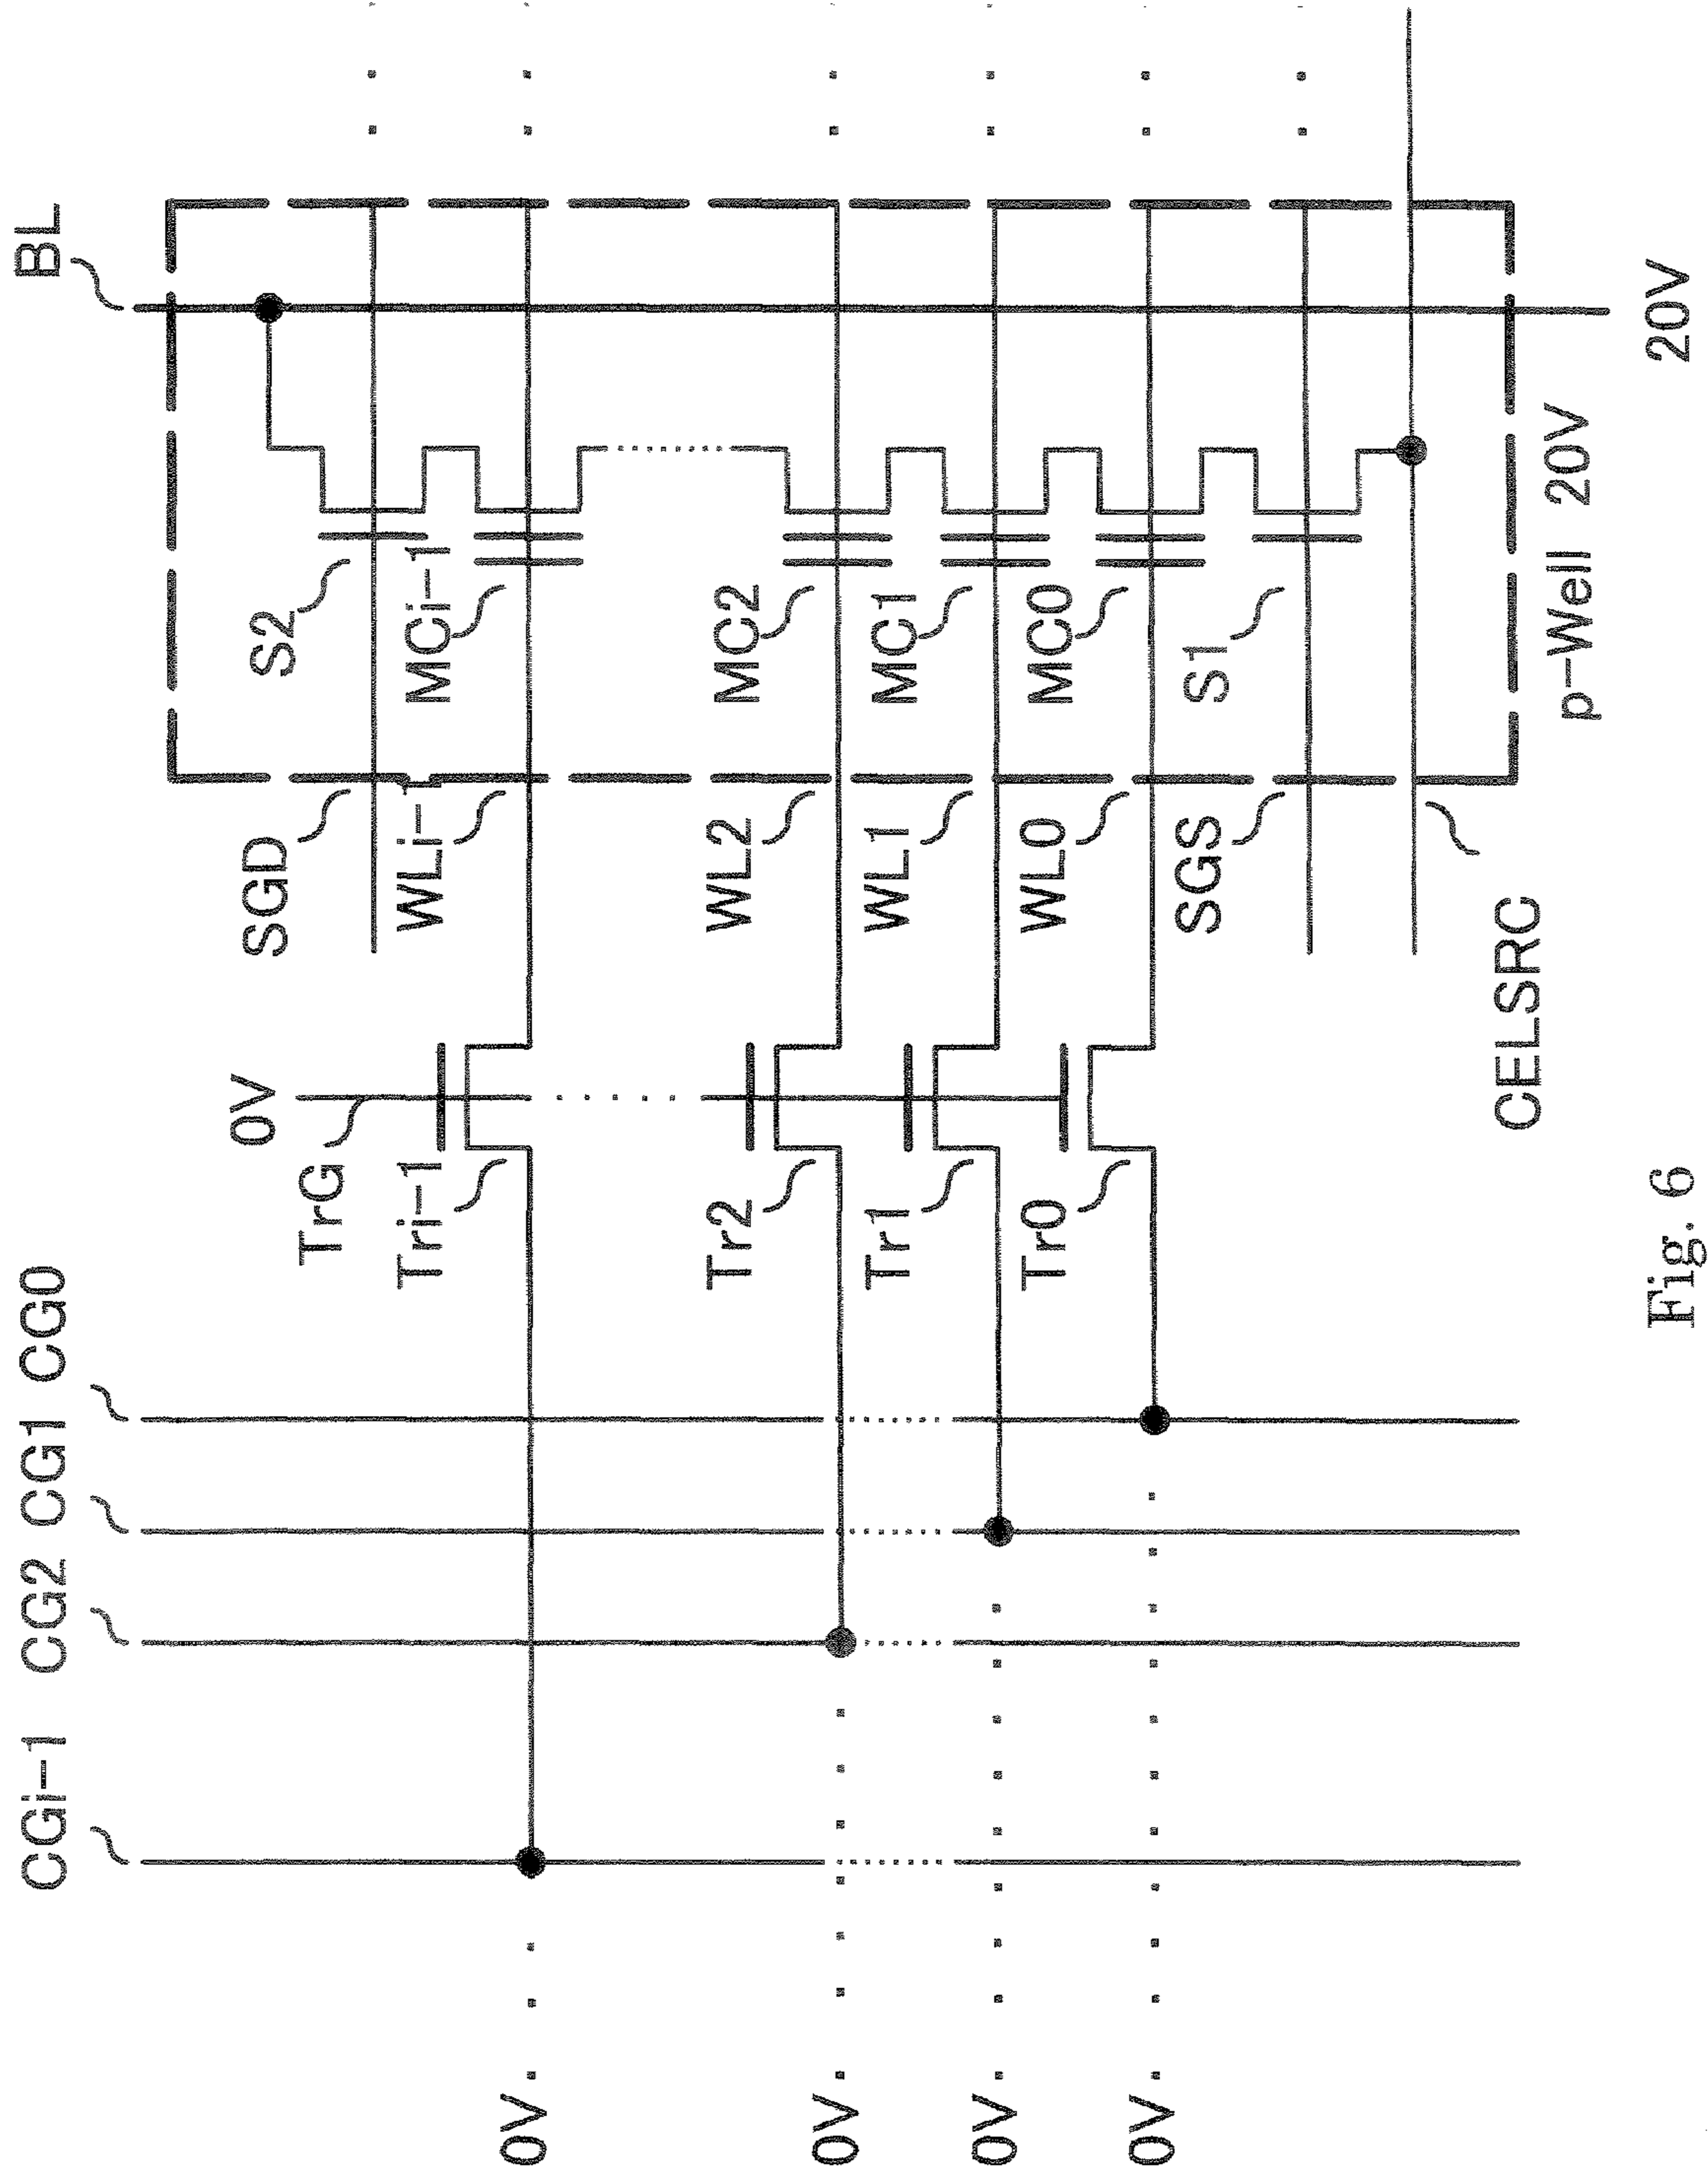 CGi-1 CG2 CG1 CG0
BL
0V
TrG
SGD
S2
0V
Tri-1
WLi-1
MCi-1
0V
Tr2
WL2
MC2
0V
Tr1
WL1
MC1
0V
Tr0
WL0
MC0
SGS
S1
CELSRC
p-Well 20V
20V
Fig. 6